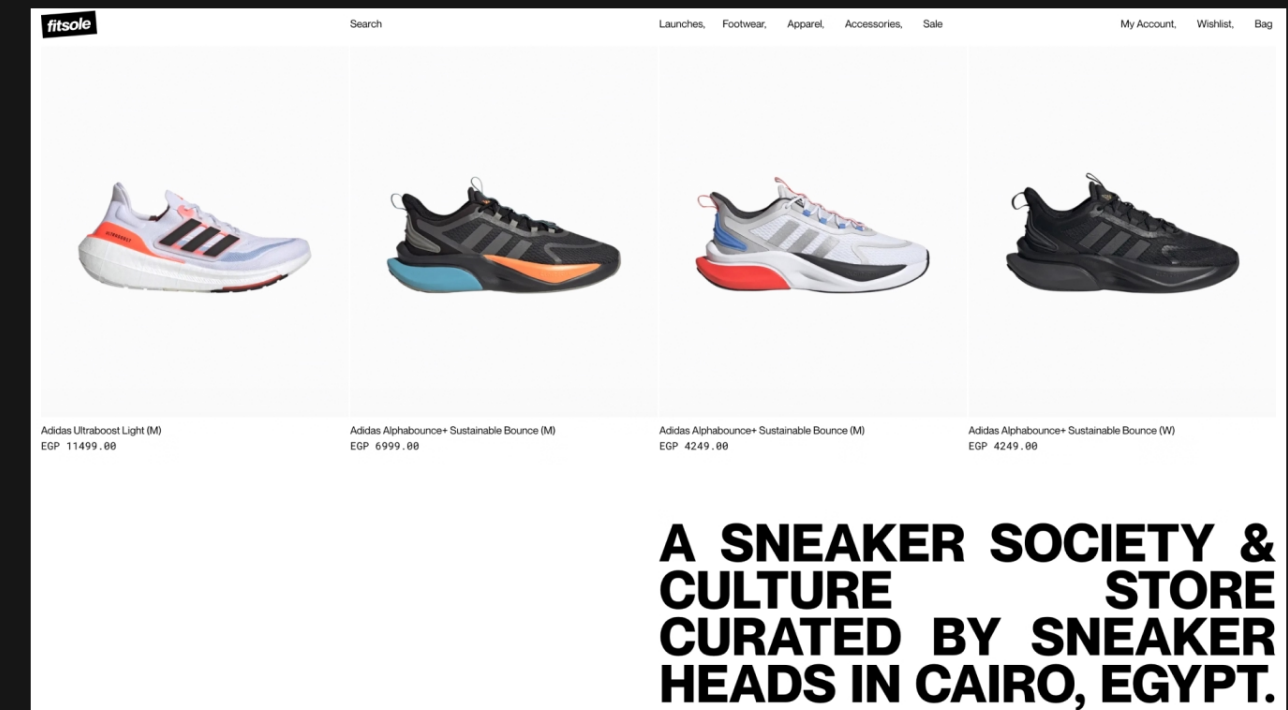 fitsole
Search
Launches, Footwear, Apparel, Accessories, Sale
My Account, Wishlist, Bag
ULTRABOOST
Adidas Ultraboost Light (M)
EGP 11499.00
Adidas Alphabounce+ Sustainable Bounce (M)
EGP 6999.00
Adidas Alphabounce+ Sustainable Bounce (M)
EGP 4249.00
Adidas Alphabounce+ Sustainable Bounce (W)
EGP 4249.00
A SNEAKER SOCIETY &
CULTURE STORE
CURATED BY SNEAKER
HEADS IN CAIRO, EGYPT.